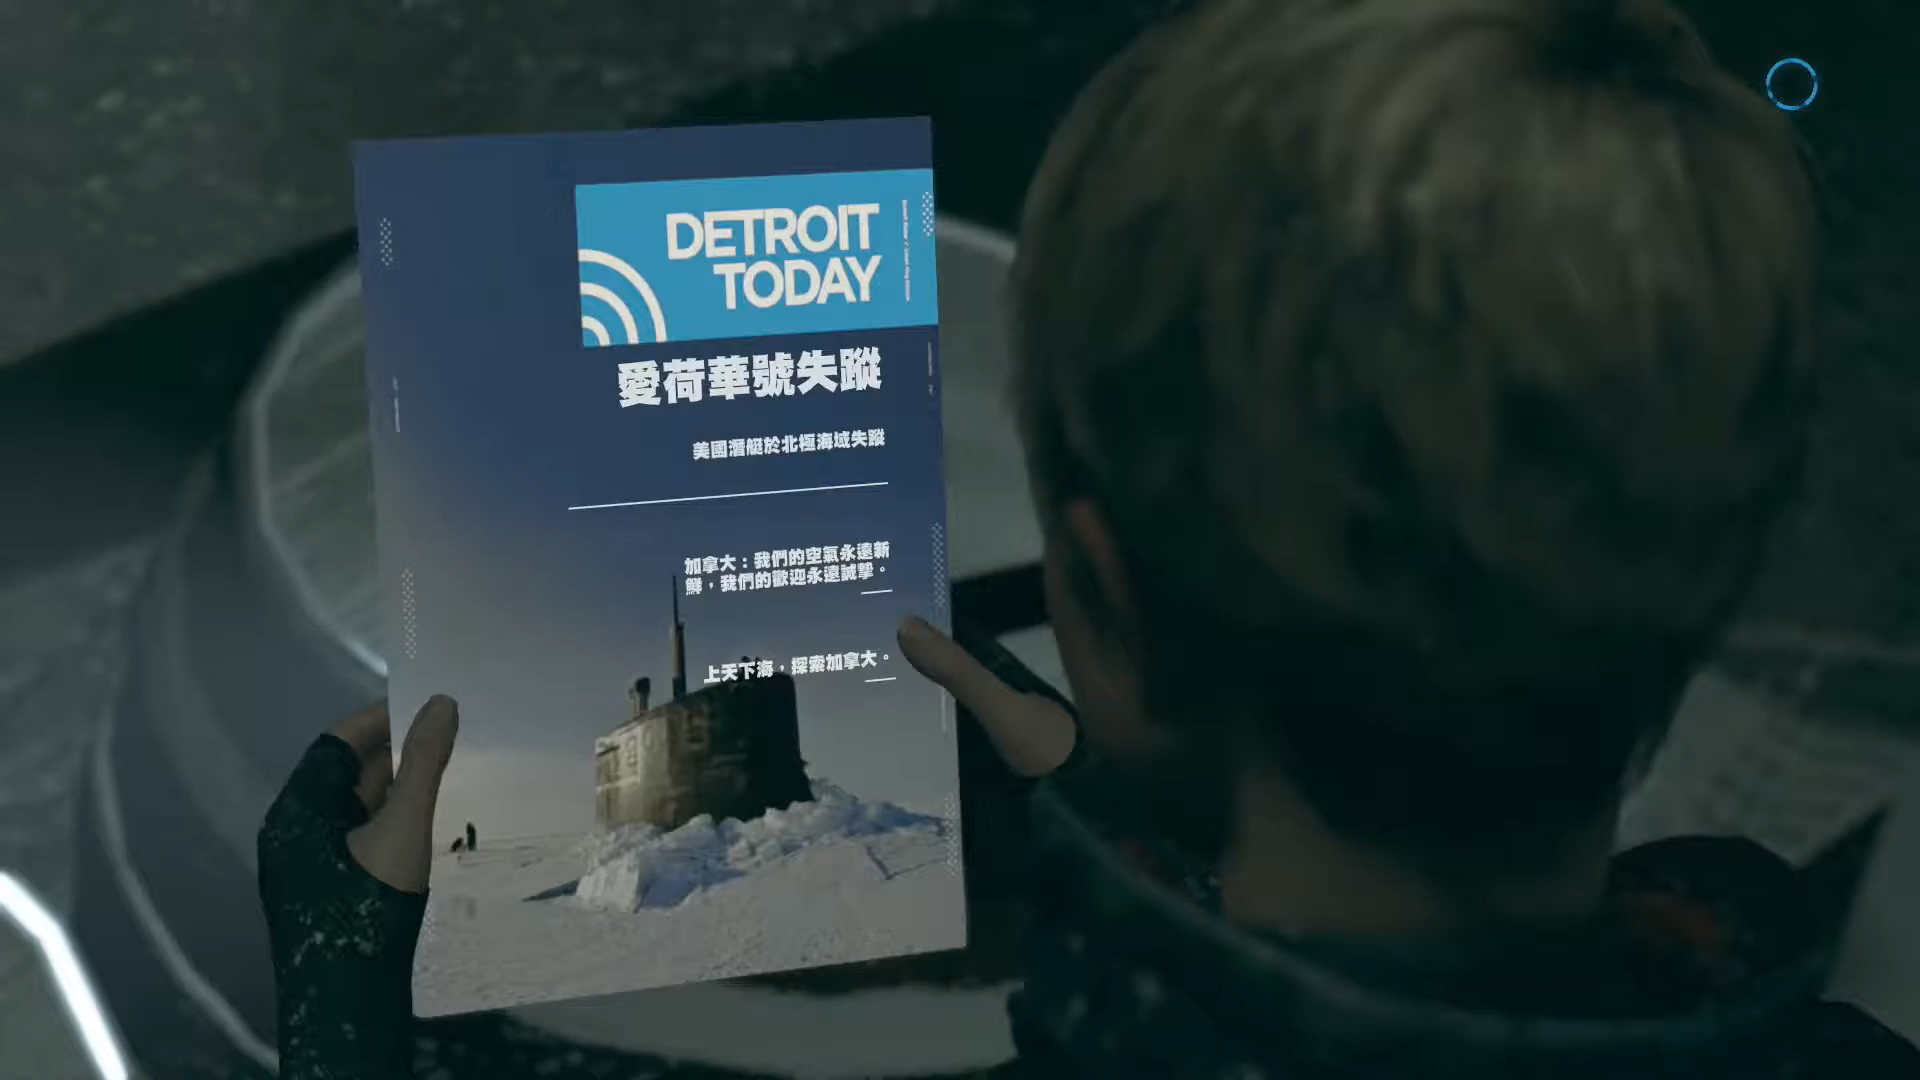 DETROIT
TODAY
愛荷華號失蹤
美國潛艇於北極海域失蹤
加拿大：我們的空氣永遠新
鮮，我們的歡迎永遠誠摯。
上天下海，探索加拿大。